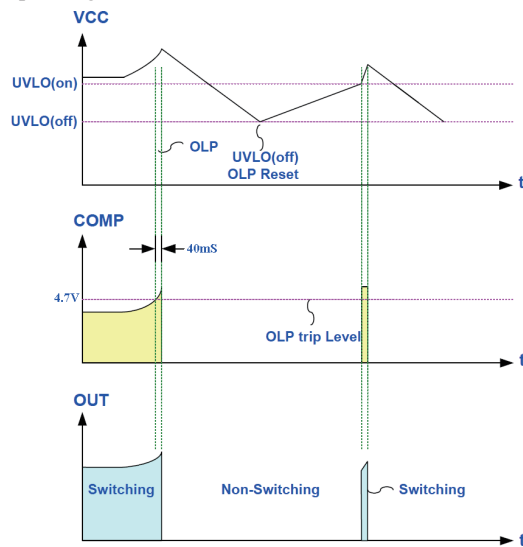 VCC
UVLO(on)
UVLO(off)
OLP
UVLO(off)
OLP Reset
t
COMP
40mS
4.7V
OLP trip Level
t
OUT
Switching
Non-Switching
Switching
t